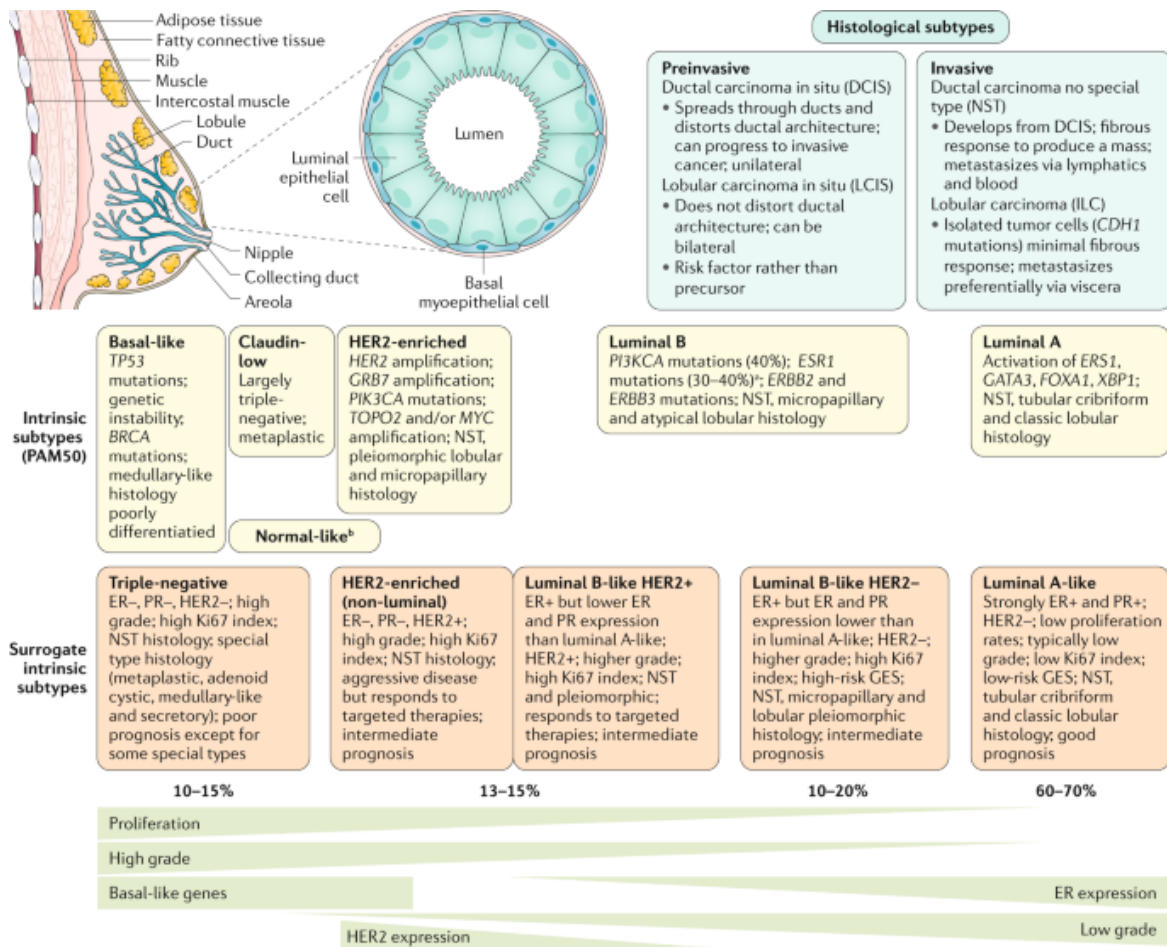 Adipose tissue
Fatty connective tissue
Rib
Muscle
Intercostal muscle
Lobule
Duct
Nipple
Collecting duct
Areola
Lumen
Luminal
epithelial
cell
Basal
myoepithelial cell
Histological subtypes
Preinvasive
Ductal carcinoma in situ (DCIS)
• Spreads through ducts and
distorts ductal architecture;
can progress to invasive
cancer; unilateral
Lobular carcinoma in situ (LCIS)
• Does not distort ductal
architecture; can be
bilateral
• Risk factor rather than
precursor
Invasive
Ductal carcinoma no special
type (NST)
• Develops from DCIS; fibrous
response to produce a mass;
metastasizes via lymphatics
and blood
Lobular carcinoma (ILC)
• Isolated tumor cells (CDH1
mutations) minimal fibrous
response; metastasizes
preferentially via viscera
Intrinsic
subtypes
(PAM50)
Basal-like
TP53
mutations;
genetic
instability;
BRCA
mutations;
medullary-like
histology
poorly
differentiatied
Claudin-
low
Largely
triple-
negative;
metaplastic
HER2-enriched
HER2 amplification;
GRB7 amplification;
PIK3CA mutations;
TOPO2 and/or MYC
amplification; NST,
pleiomorphic lobular
and micropapillary
histology
Normal-likeᵇ
Luminal B
PI3KCA mutations (40%); ESR1
mutations (30–40%)ᵃ; ERBB2 and
ERBB3 mutations; NST, micropapillary
and atypical lobular histology
Luminal A
Activation of ERS1,
GATA3, FOXA1, XBP1;
NST, tubular cribriform
and classic lobular
histology
Surrogate
intrinsic
subtypes
Triple-negative
ER–, PR–, HER2–; high
grade; high Ki67 index;
NST histology; special
type histology
(metaplastic, adenoid
cystic, medullary-like
and secretory); poor
prognosis except for
some special types
HER2-enriched
(non-luminal)
ER–, PR–, HER2+;
high grade; high Ki67
index; NST histology;
aggressive disease
but responds to
targeted therapies;
intermediate
prognosis
Luminal B-like HER2+
ER+ but lower ER
and PR expression
than luminal A-like;
HER2+; higher grade;
high Ki67 index; NST
and pleiomorphic;
responds to targeted
therapies; intermediate
prognosis
Luminal B-like HER2–
ER+ but ER and PR
expression lower than
in luminal A-like; HER2–;
higher grade; high Ki67
index; high-risk GES;
NST, micropapillary and
lobular pleiomorphic
histology; intermediate
prognosis
Luminal A-like
Strongly ER+ and PR+;
HER2–; low proliferation
rates; typically low
grade; low Ki67 index;
low-risk GES; NST,
tubular cribriform
and classic lobular
histology; good
prognosis
10–15%
13–15%
10–20%
60–70%
Proliferation
High grade
Basal-like genes
ER expression
HER2 expression
Low grade